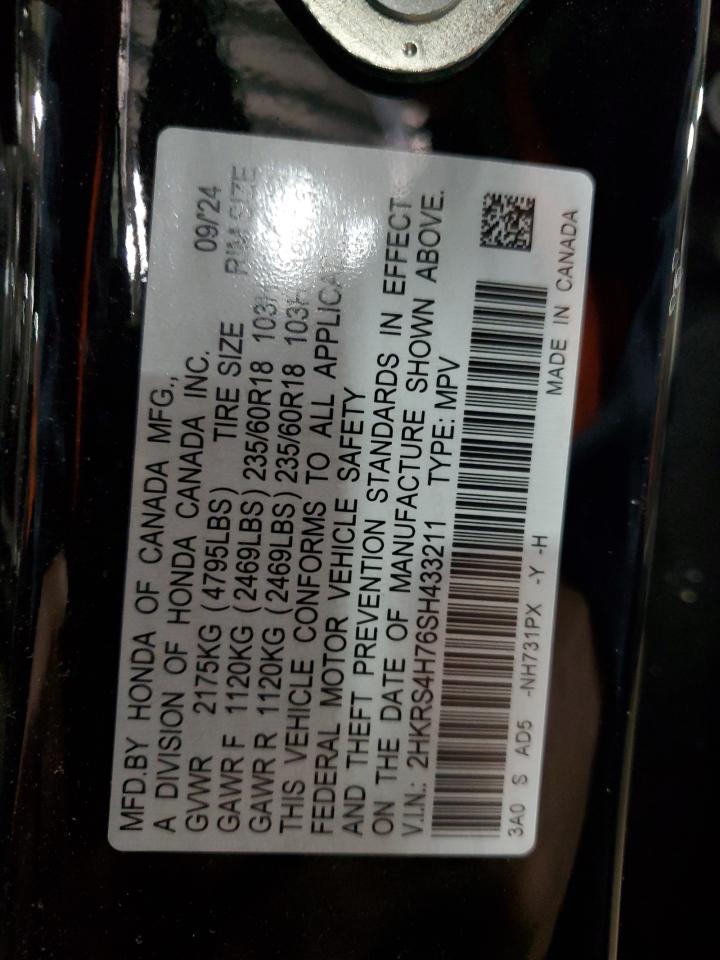 MFD.BY HONDA OF CANADA MFG.,
A DIVISION OF HONDA CANADA INC. 09/'24
GVWR 2175KG (4795LBS) TIRE SIZE RIM SIZE
GAWR F 1120KG (2469LBS) 235/60R18 103H
GAWR R 1120KG (2469LBS) 235/60R18 103H
THIS VEHICLE CONFORMS TO ALL
FEDERAL MOTOR VEHICLE SAFETY
AND THEFT PREVENTION STANDARDS IN EFFECT
ON THE DATE OF MANUFACTURE SHOWN ABOVE.
V.I.N.: 2HKRS4H76SH433211 TYPE: MPV
3A0 S AD5 -NH731PX -Y -H MADE IN CANADA